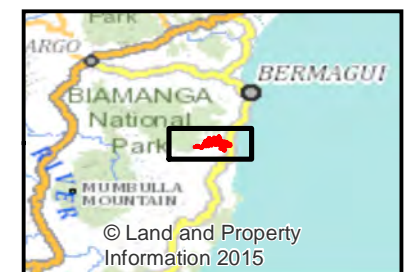 Park
ARGO
BERMAGUI
BIAMANGA
National
Park
RIVER
MUMBULLA
MOUNTAIN
© Land and Property
Information 2015